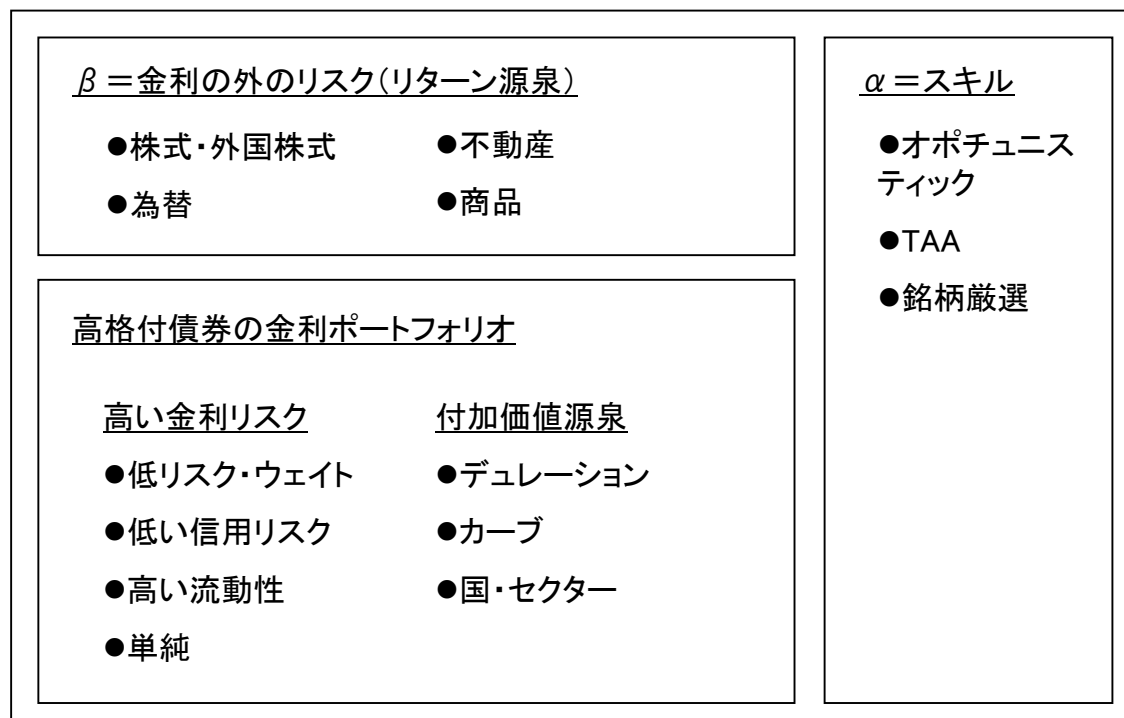 β＝金利の外のリスク（リターン源泉）
●株式・外国株式
●不動産
●為替
●商品
高格付債券の金利ポートフォリオ
高い金利リスク
●低リスク・ウェイト
●低い信用リスク
●高い流動性
●単純
付加価値源泉
●デュレーション
●カーブ
●国・セクター
α＝スキル
●オポチュニス
ティック
●TAA
●銘柄厳選